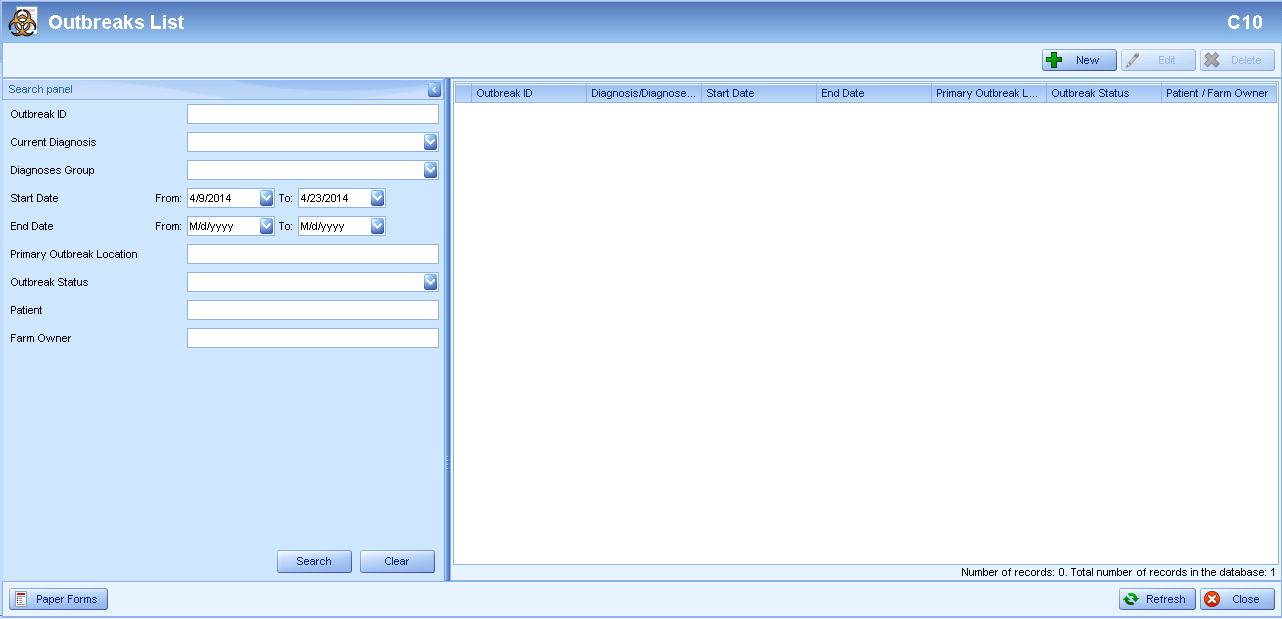 Outbreaks List
C10
New
Edit
Delete
Search panel
Outbreak ID
Current Diagnosis
Diagnoses Group
Start Date From: 4/9/2014 To: 4/23/2014
End Date From: M/d/yyyy To: M/d/yyyy
Primary Outbreak Location
Outbreak Status
Patient
Farm Owner
Search
Clear
Outbreak ID Diagnosis/Diagnose... Start Date End Date Primary Outbreak L... Outbreak Status Patient / Farm Owner
Number of records: 0. Total number of records in the database: 1
Paper Forms
Refresh
Close